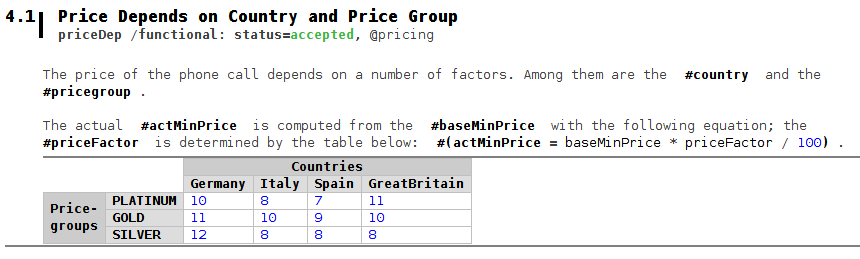 4.1 Price Depends on Country and Price Group
priceDep /functional: status=accepted, @pricing
The price of the phone call depends on a number of factors. Among them are the #country and the
#pricegroup .
The actual #actMinPrice is computed from the #baseMinPrice with the following equation; the
#priceFactor is determined by the table below: #(actMinPrice = baseMinPrice * priceFactor / 100) .
Countries
Germany Italy Spain GreatBritain
Price-
groups
PLATINUM 10 8 7 11
GOLD 11 10 9 10
SILVER 12 8 8 8